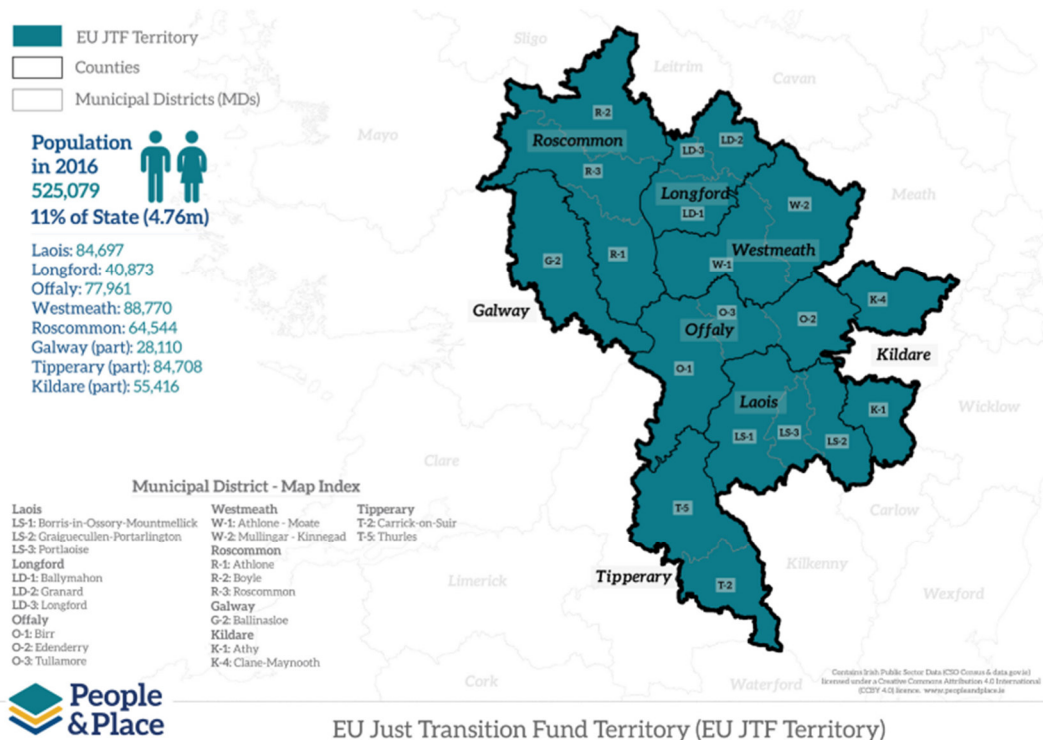 EU JTF Territory
Counties
Municipal Districts (MDs)
Population
in 2016
525,079
11% of State (4.76m)
Laois: 84,697
Longford: 40,873
Offaly: 77,961
Westmeath: 88,770
Roscommon: 64,544
Galway (part): 28,110
Tipperary (part): 84,708
Kildare (part): 55,416
Sligo
Leitrim
Cavan
Mayo
Meath
Wicklow
Clare
Carlow
Limerick
Kilkenny
Wexford
Cork
Waterford
R-2
Roscommon
LD-3
LD-2
R-3
Longford
LD-1
W-2
G-2
R-1
W-1
Westmeath
Galway
K-4
O-3
Offaly
O-2
Kildare
O-1
Laois
K-1
LS-1
LS-3
LS-2
T-5
Tipperary
T-2
Municipal District - Map Index
Laois
LS-1: Borris-in-Ossory-Mountmellick
LS-2: Graiguecullen-Portarlington
LS-3: Portlaoise
Longford
LD-1: Ballymahon
LD-2: Granard
LD-3: Longford
Offaly
O-1: Birr
O-2: Edenderry
O-3: Tullamore
Westmeath
W-1: Athlone - Moate
W-2: Mullingar - Kinnegad
Roscommon
R-1: Athlone
R-2: Boyle
R-3: Roscommon
Galway
G-2: Ballinasloe
Kildare
K-1: Athy
K-4: Clane-Maynooth
Tipperary
T-2: Carrick-on-Suir
T-5: Thurles
Contains Irish Public Sector Data (CSO Census & data.gov.ie)
licensed under a Creative Commons Attribution 4.0 International
(CCBY 4.0) licence. www.peopleandplace.ie
People
& Place
EU Just Transition Fund Territory (EU JTF Territory)